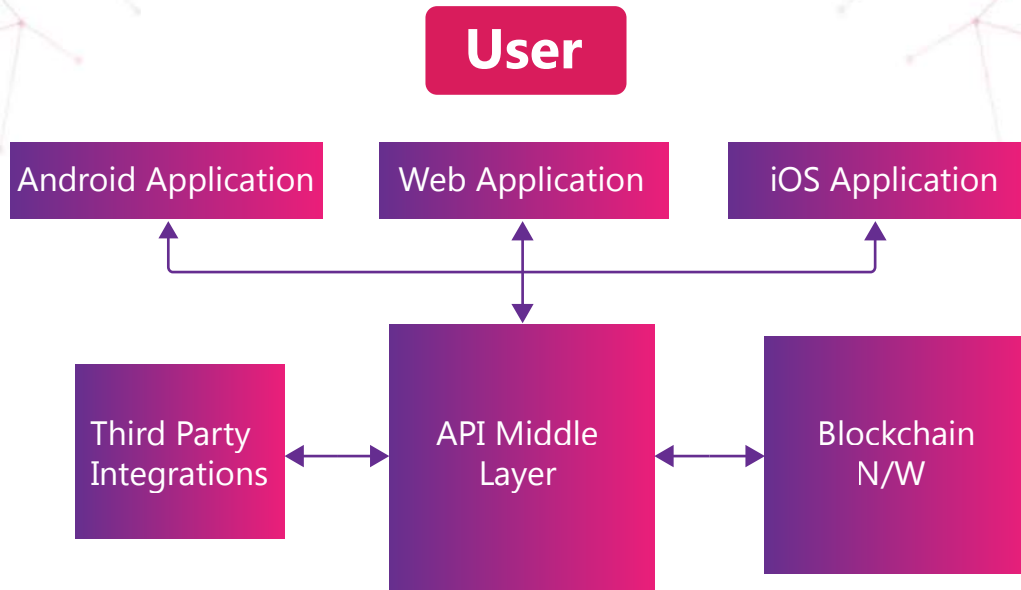 User
Android Application
Web Application
iOS Application
Third Party
Integrations
API Middle
Layer
Blockchain
N/W